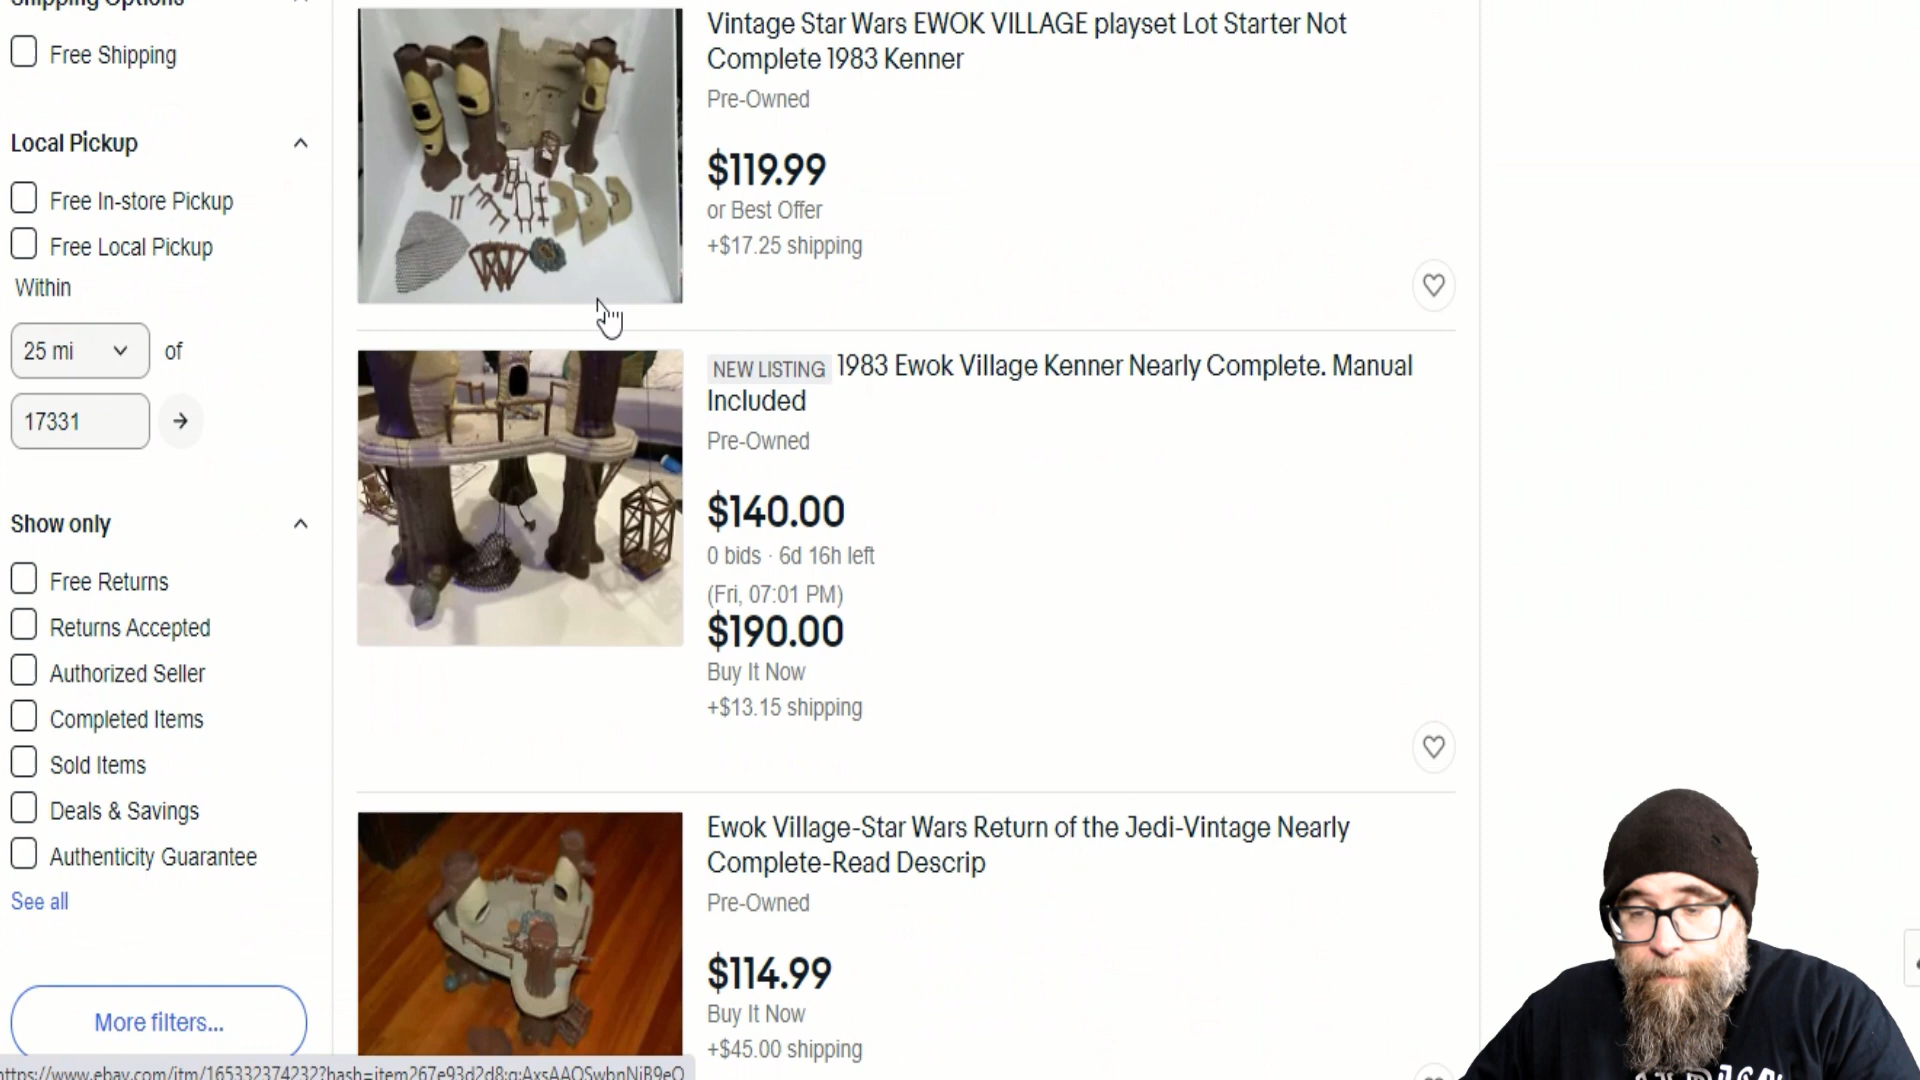 Shipping Options
Free Shipping
Local Pickup
Free In-store Pickup
Free Local Pickup
Within
25 mi
of
17331
Show only
Free Returns
Returns Accepted
Authorized Seller
Completed Items
Sold Items
Deals & Savings
Authenticity Guarantee
See all
More filters...
Vintage Star Wars EWOK VILLAGE playset Lot Starter Not
Complete 1983 Kenner
Pre-Owned
$119.99
or Best Offer
+$17.25 shipping
NEW LISTING 1983 Ewok Village Kenner Nearly Complete. Manual
Included
Pre-Owned
$140.00
0 bids · 6d 16h left
(Fri, 07:01 PM)
$190.00
Buy It Now
+$13.15 shipping
Ewok Village-Star Wars Return of the Jedi-Vintage Nearly
Complete-Read Descrip
Pre-Owned
$114.99
Buy It Now
+$45.00 shipping